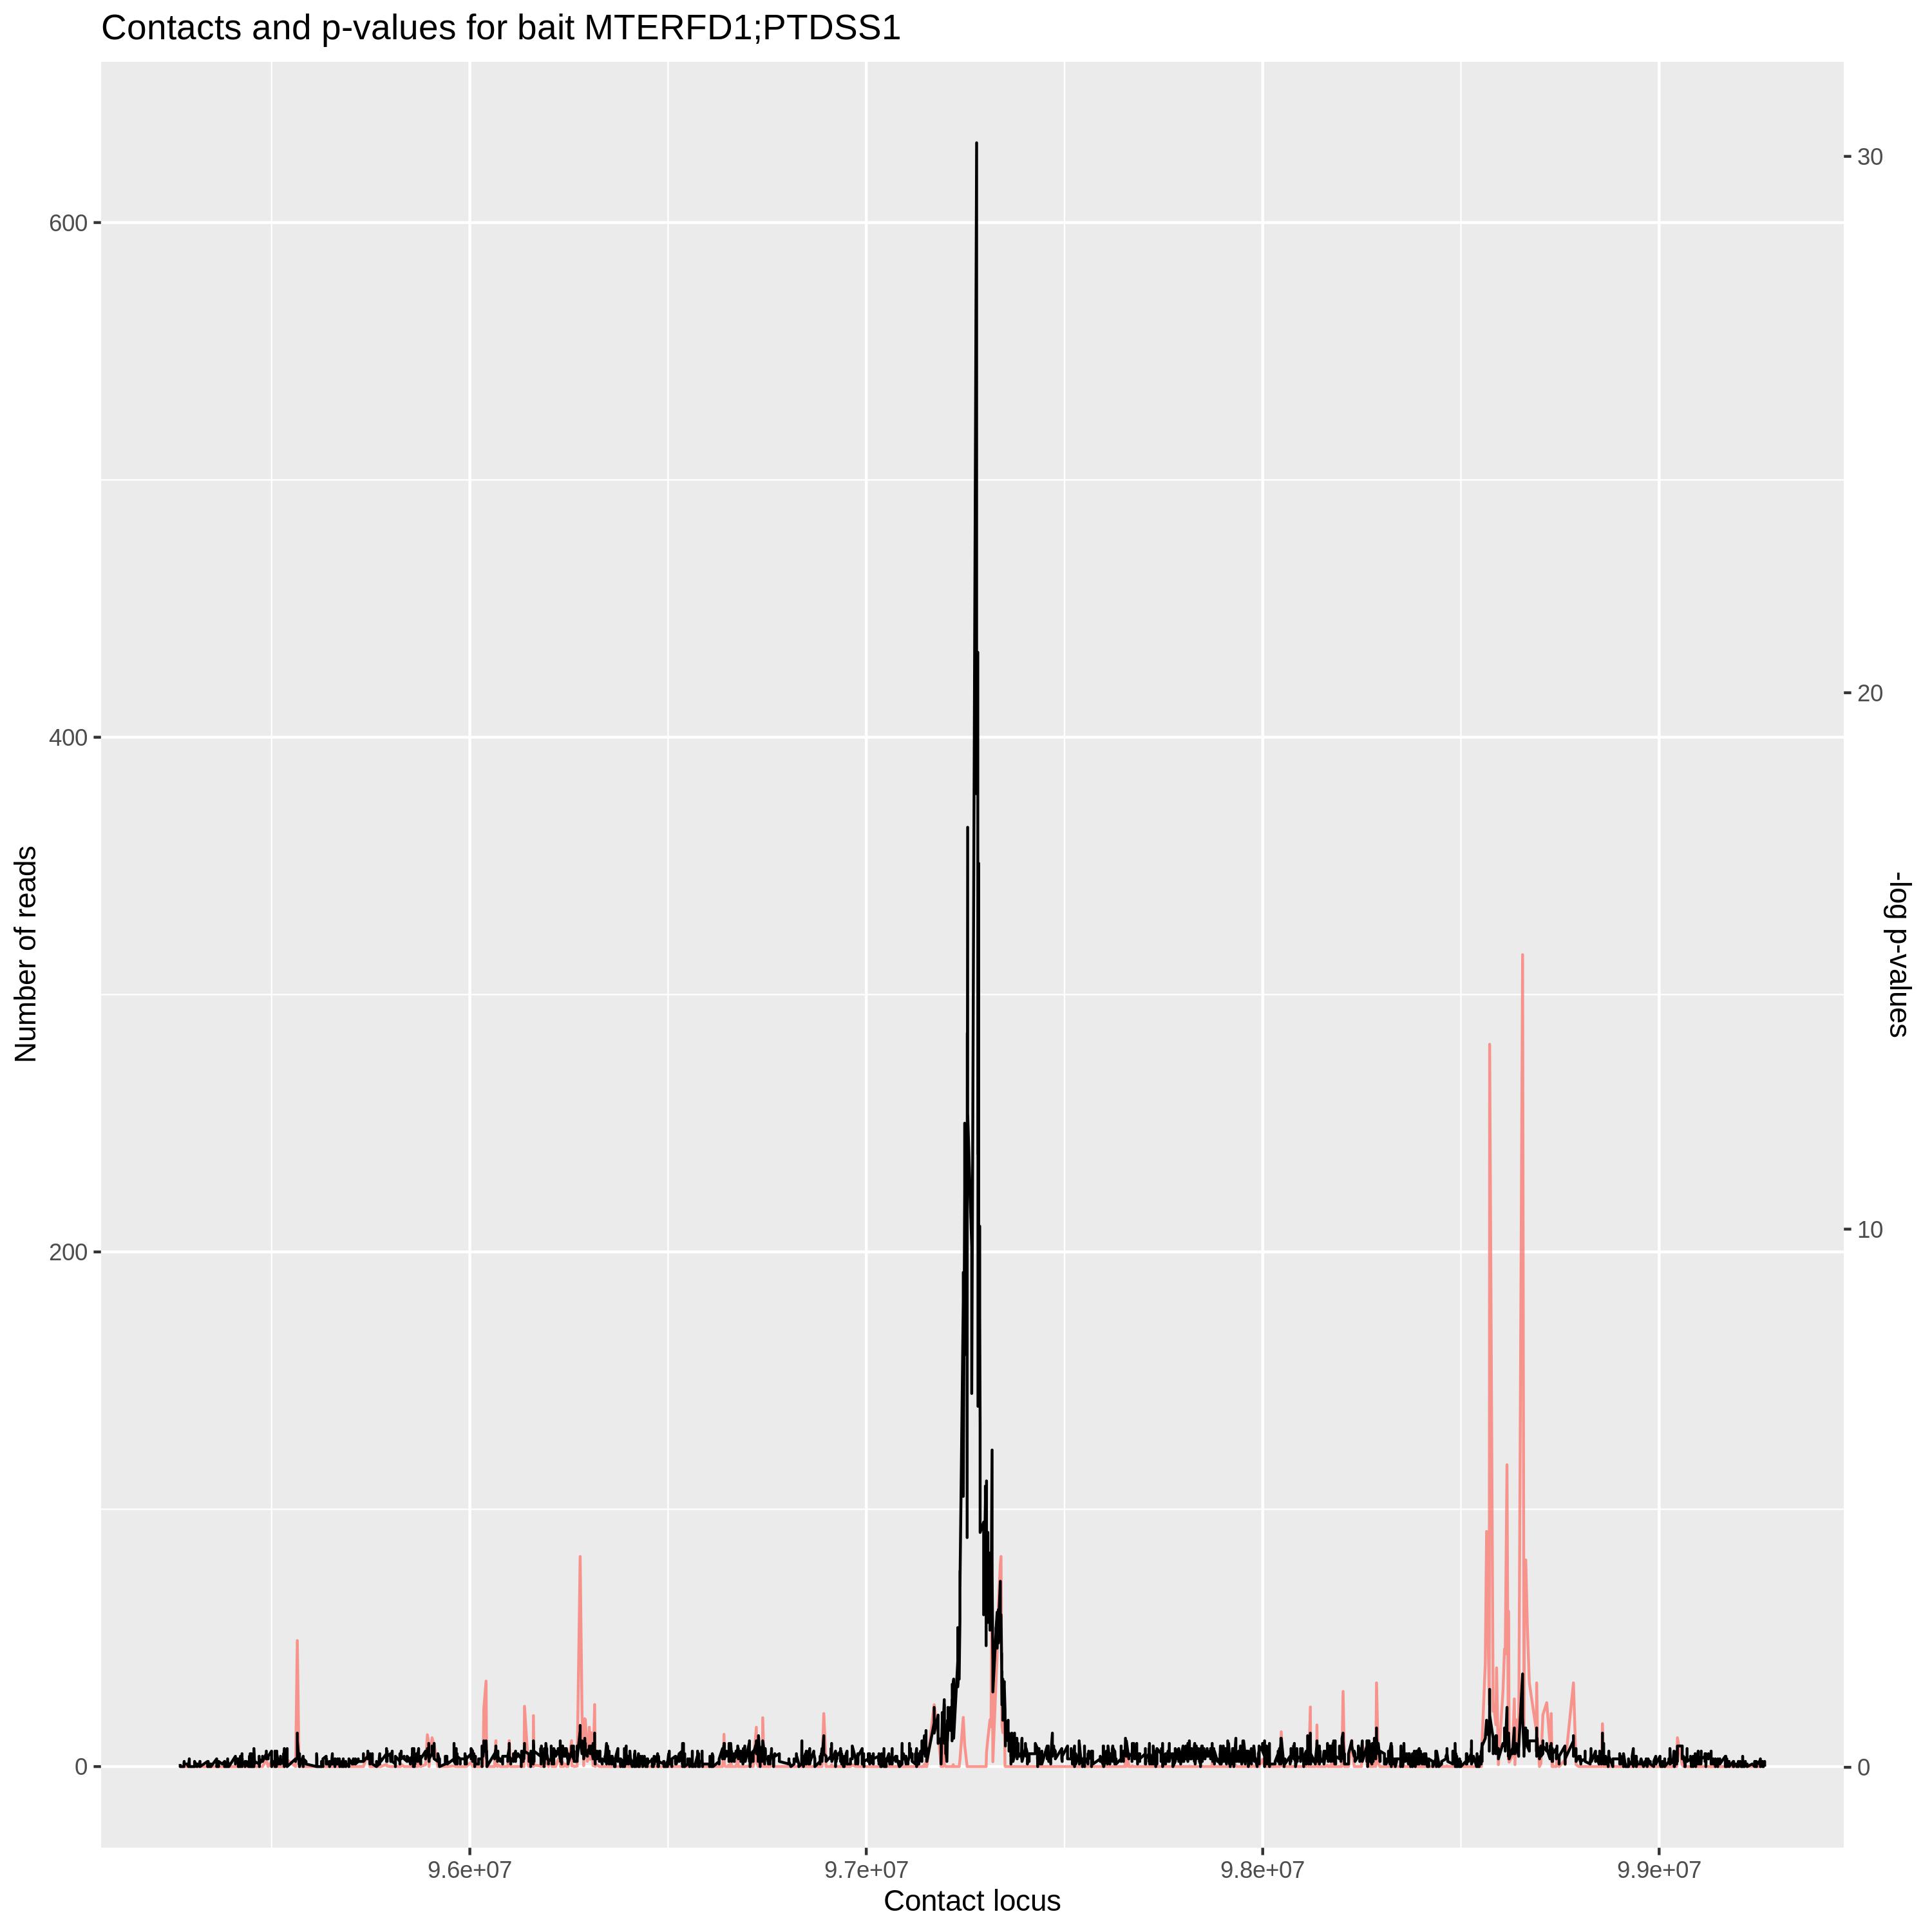 Contacts and p-values for bait MTERFD1;PTDSS1
600
400
200
0
Number of reads
30
20
10
0
-log p-values
9.6e+07 9.7e+07 9.8e+07 9.9e+07
Contact locus